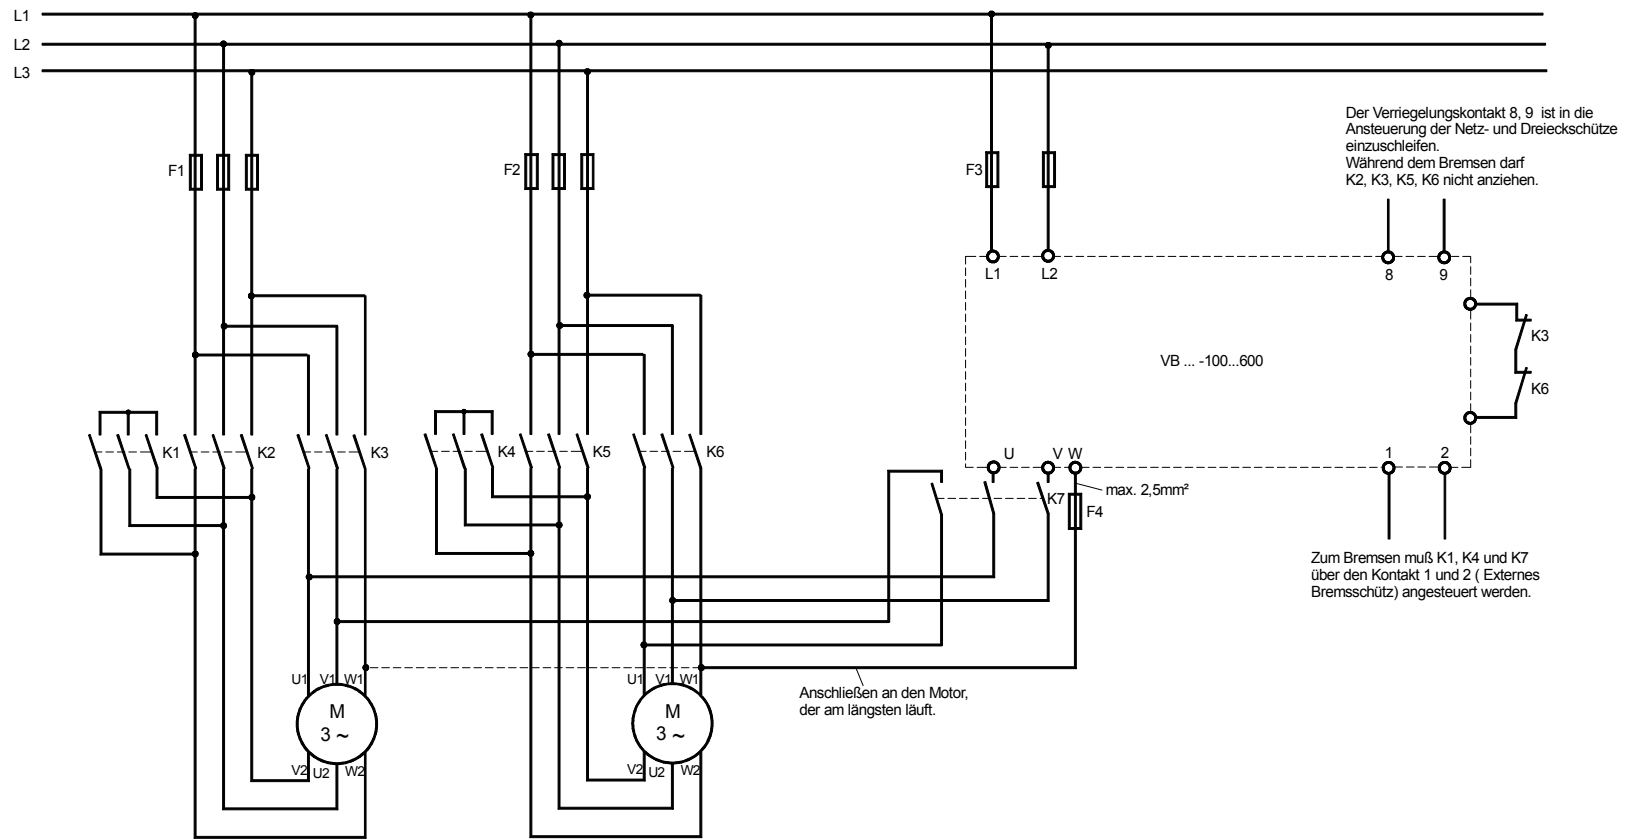 L1
L2
L3
Der Verriegelungskontakt 8, 9 ist in die
Ansteuerung der Netz- und Dreieckschütze
einzuschleifen.
Während dem Bremsen darf
K2, K3, K5, K6 nicht anziehen.
F1
F2
F3
L1
L2
8
9
K3
VB ... -100...600
K6
K1
K2
K3
K4
K5
K6
U
V
W
1
2
K7
max. 2,5mm²
F4
Zum Bremsen muß K1, K4 und K7
über den Kontakt 1 und 2 ( Externes
Bremsschütz) angesteuert werden.
U1
V1
W1
U1
V1
W1
Anschließen an den Motor,
der am längsten läuft.
M
3 ~
M
3 ~
V2
U2
W2
V2
U2
W2